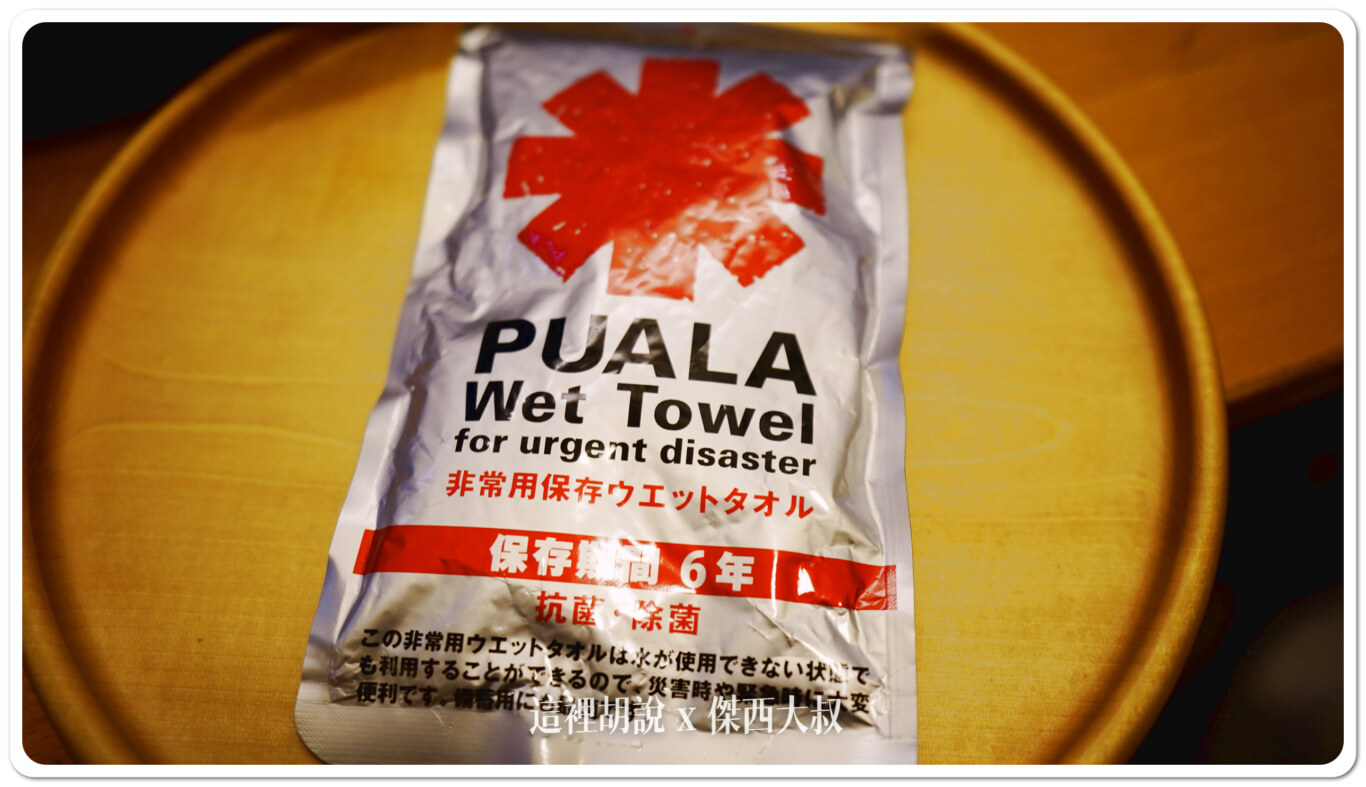 PUALA
Wet Towel
for urgent disaster
非常用保存ウエットタオル
保存期間 6年
抗菌・除菌
この非常用ウエットタオルは水が使用できない状態で
も利用することができるので、災害時や緊急時に大変
便利です。備蓄用に
這裡胡說 x 傑西大叔